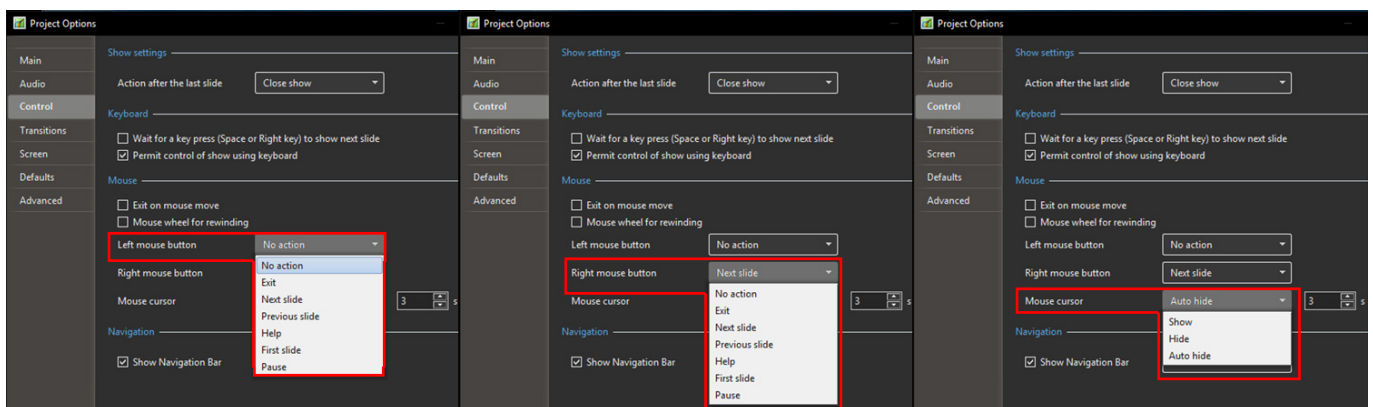 Project Options
Main
Audio
Control
Transitions
Screen
Defaults
Advanced
Show settings
Action after the last slide Close show
Keyboard
Wait for a key press (Space or Right key) to show next slide
Permit control of show using keyboard
Mouse
Exit on mouse move
Mouse wheel for rewinding
Left mouse button No action
No action
Exit
Next slide
Previous slide
Help
First slide
Pause
Right mouse button
Mouse cursor 3 s
Navigation
Show Navigation Bar
Project Options
Main
Audio
Control
Transitions
Screen
Defaults
Advanced
Show settings
Action after the last slide Close show
Keyboard
Wait for a key press (Space or Right key) to show next slide
Permit control of show using keyboard
Mouse
Exit on mouse move
Mouse wheel for rewinding
Left mouse button No action
Right mouse button Next slide
No action
Exit
Next slide
Previous slide
Help
First slide
Pause
Mouse cursor 3 s
Navigation
Show Navigation Bar
Project Options
Main
Audio
Control
Transitions
Screen
Defaults
Advanced
Show settings
Action after the last slide Close show
Keyboard
Wait for a key press (Space or Right key) to show next slide
Permit control of show using keyboard
Mouse
Exit on mouse move
Mouse wheel for rewinding
Left mouse button No action
Right mouse button Next slide
Mouse cursor Auto hide 3 s
Show
Hide
Auto hide
Navigation
Show Navigation Bar